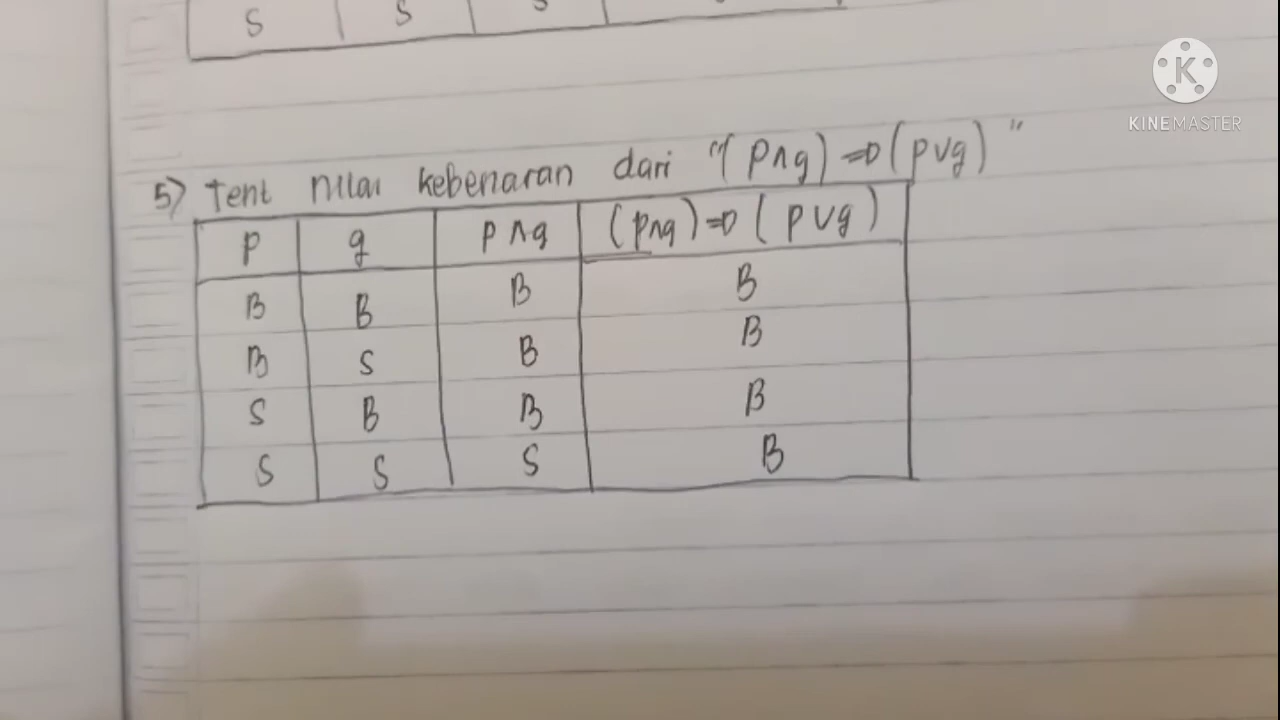 S S S
KINEMASTER
5) Tent nilai kebenaran dari "(p∧q) ⇒ (p∨q)"
p q p∧q (p∧q) ⇒ (p∨q)
B B B B
B S B B
S B B B
S S S B